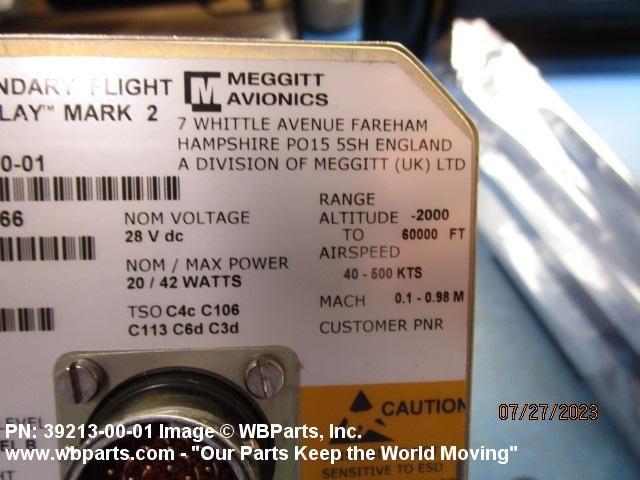 NDARY FLIGHT
LAY™ MARK 2
MEGGITT
AVIONICS
7 WHITTLE AVENUE FAREHAM
HAMPSHIRE PO15 5SH ENGLAND
A DIVISION OF MEGGITT (UK) LTD
0-01
66
NOM VOLTAGE
28 V dc
NOM / MAX POWER
20 / 42 WATTS
TSO C4c C106
C113 C6d C3d
RANGE
ALTITUDE -2000
TO 60000 FT
AIRSPEED
40 - 500 KTS
MACH 0.1 - 0.98 M
CUSTOMER PNR
CAUTION
SENSITIVE TO ESD
EVEL
07/27/2023
PN: 39213-00-01 Image © WBParts, Inc.
www.wbparts.com - "Our Parts Keep the World Moving"